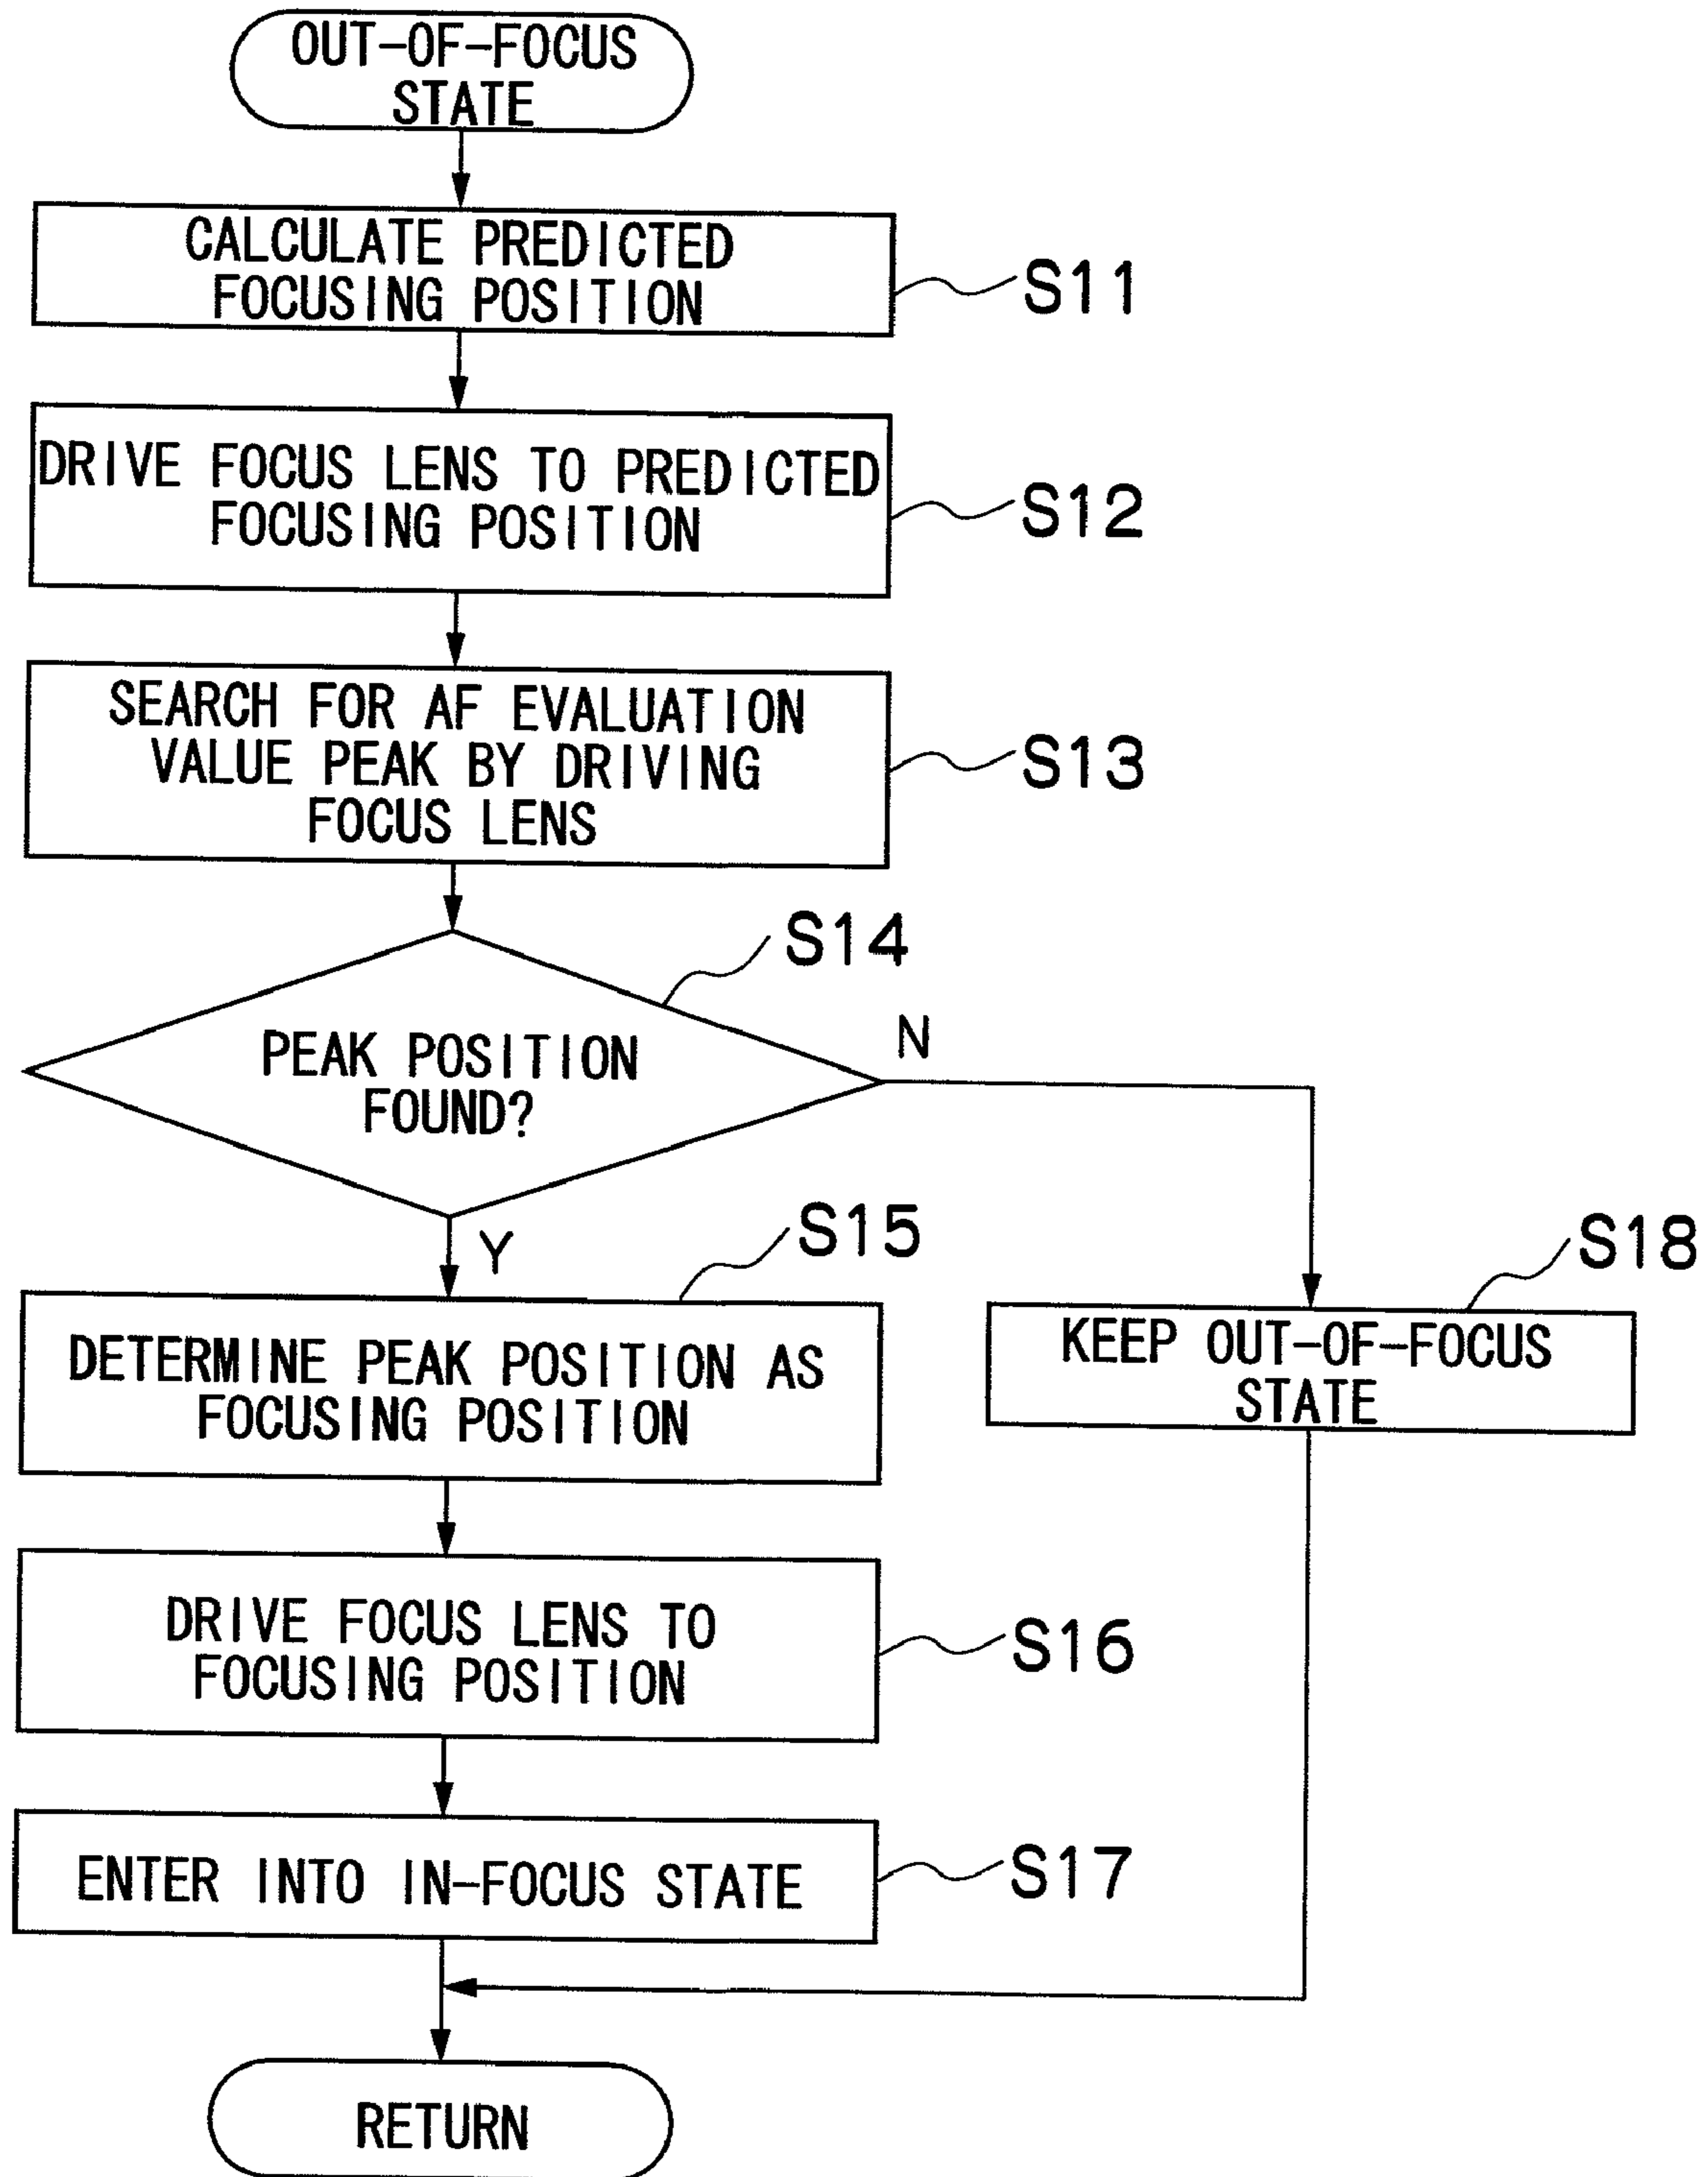 OUT-OF-FOCUS
STATE
CALCULATE PREDICTED
FOCUSING POSITION
S11
DRIVE FOCUS LENS TO PREDICTED
FOCUSING POSITION
S12
SEARCH FOR AF EVALUATION
VALUE PEAK BY DRIVING
FOCUS LENS
S13
S14
PEAK POSITION
FOUND?
N
Y
S15
DETERMINE PEAK POSITION AS
FOCUSING POSITION
S18
KEEP OUT-OF-FOCUS
STATE
DRIVE FOCUS LENS TO
FOCUSING POSITION
S16
ENTER INTO IN-FOCUS STATE
S17
RETURN